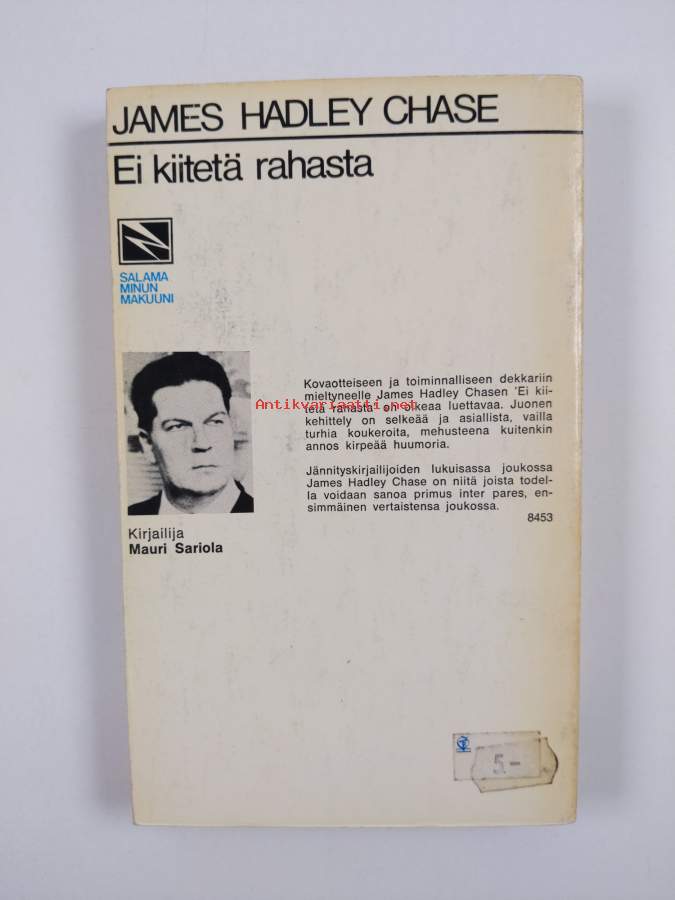 JAMES HADLEY CHASE
Ei kiitetä rahasta
SALAMA
MINUN
MAKUUNI
Kovaotteiseen ja toiminnalliseen dekkariin
mieltyneelle James Hadley Chasen 'Ei kii-
tetä rahasta' on oikeaa luettavaa. Juonen
kehittely on selkeää ja asiallista, vailla
turhia koukeroita, mehusteena kuitenkin
annos kirpeää huumoria.
Jännityskirjailijoiden lukuisassa joukossa
James Hadley Chase on niitä joista todel-
la voidaan sanoa primus inter pares, en-
simmäinen vertaistensa joukossa.
8453
Antikvariaatti.net
Kirjailija
Mauri Sariola
5-